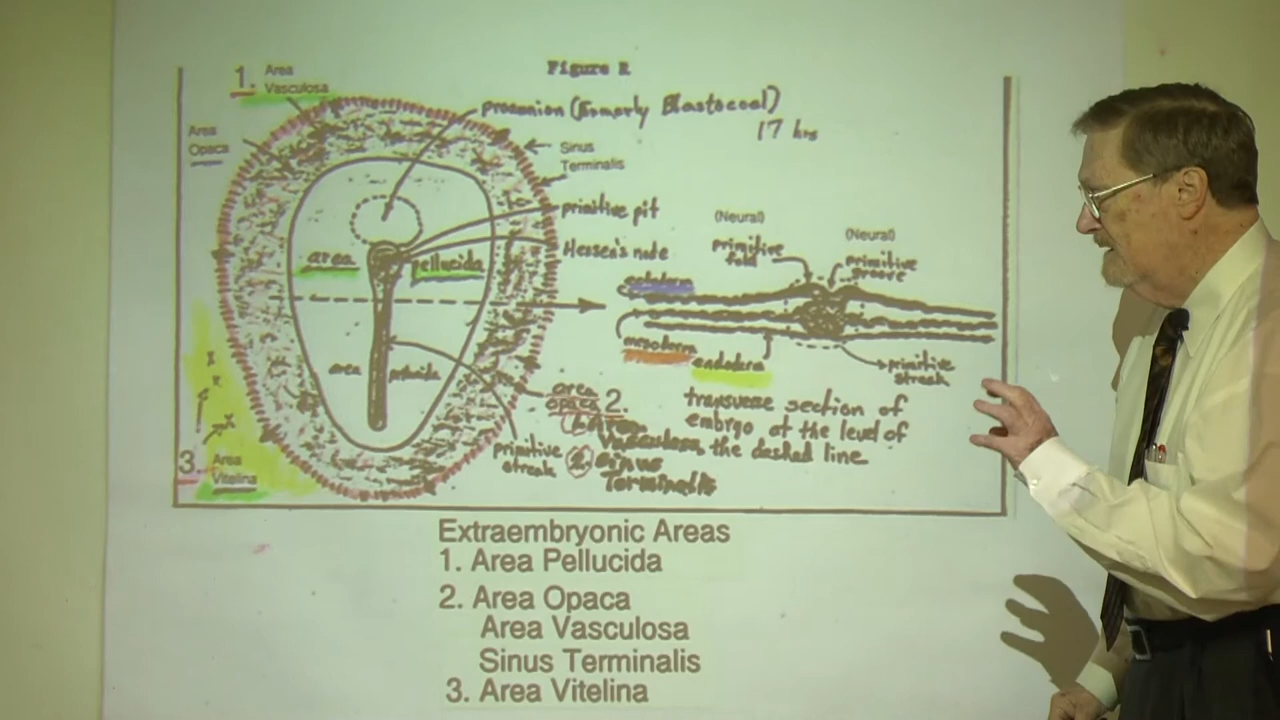 Figure 2
1. Area
Vasculosa
Area
Opaca
proamnion (formerly Blastocoel)
17 hrs
Sinus
Terminalis
primitive pit
Hensen's node
area pellucida
area pellucida
(Neural)
primitive
fold
(Neural)
primitive
groove
ectoderm
mesoderm
endoderm
primitive
streak
area
opaca 2.
Vasculosa
2. Sinus
Terminalis
primitive
streak
transverse section of
embryo at the level of
the dashed line
3. Area
Vitelina
Extraembryonic Areas
1. Area Pellucida
2. Area Opaca
Area Vasculosa
Sinus Terminalis
3. Area Vitelina